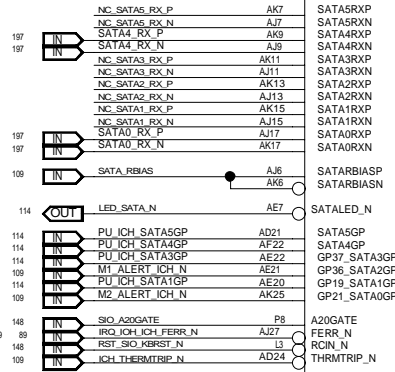 NC_SATA5_RX_P AK7 SATA5RXP
NC_SATA5_RX_N AJ7 SATA5RXN
197 IN SATA4_RX_P AK9 SATA4RXP
197 IN SATA4_RX_N AJ9 SATA4RXN
NC_SATA3_RX_P AK11 SATA3RXP
NC_SATA3_RX_N AJ11 SATA3RXN
NC_SATA2_RX_P AK13 SATA2RXP
NC_SATA2_RX_N AJ13 SATA2RXN
NC_SATA1_RX_P AK15 SATA1RXP
NC_SATA1_RX_N AJ15 SATA1RXN
197 IN SATA0_RX_P AJ17 SATA0RXP
197 IN SATA0_RX_N AK17 SATA0RXN
109 IN SATA_RBIAS AJ6 SATARBIASP
AK6 SATARBIASN
114 OUT LED_SATA_N AE7 SATALED_N
114 IN PU_ICH_SATA5GP AD21 SATA5GP
114 IN PU_ICH_SATA4GP AF22 SATA4GP
114 IN PU_ICH_SATA3GP AE22 GP37_SATA3GP
109 IN M1_ALERT_ICH_N AE21 GP36_SATA2GP
114 IN PU_ICH_SATA1GP AE20 GP19_SATA1GP
109 IN M2_ALERT_ICH_N AK25 GP21_SATA0GP
148 IN SIO_A20GATE P8 A20GATE
89 IN IRQ_IOH_ICH_FERR_N AJ27 FERR_N
148 IN RST_SIO_KBRST_N L3 RCIN_N
109 IN ICH_THERMTRIP_N AD24 THRMTRIP_N